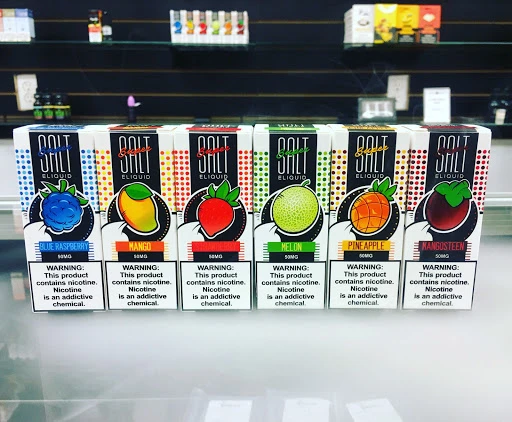 SALT
ELIQUID
BLUE RASPBERRY
50MG
WARNING:
This product
contains nicotine.
Nicotine
is an addictive
chemical.
SALT
ELIQUID
MANGO
50MG
WARNING:
This product
contains nicotine.
Nicotine
is an addictive
chemical.
SALT
ELIQUID
50MG
WARNING:
This product
contains nicotine.
Nicotine
is an addictive
chemical.
SALT
ELIQUID
MELON
50MG
WARNING:
This product
contains nicotine.
Nicotine
is an addictive
chemical.
SALT
ELIQUID
PINEAPPLE
50MG
WARNING:
This product
contains nicotine.
Nicotine
is an addictive
chemical.
SALT
ELIQUID
MANGOSTEEN
50MG
WARNING:
This product
contains nicotine.
Nicotine
is an addictive
chemical.